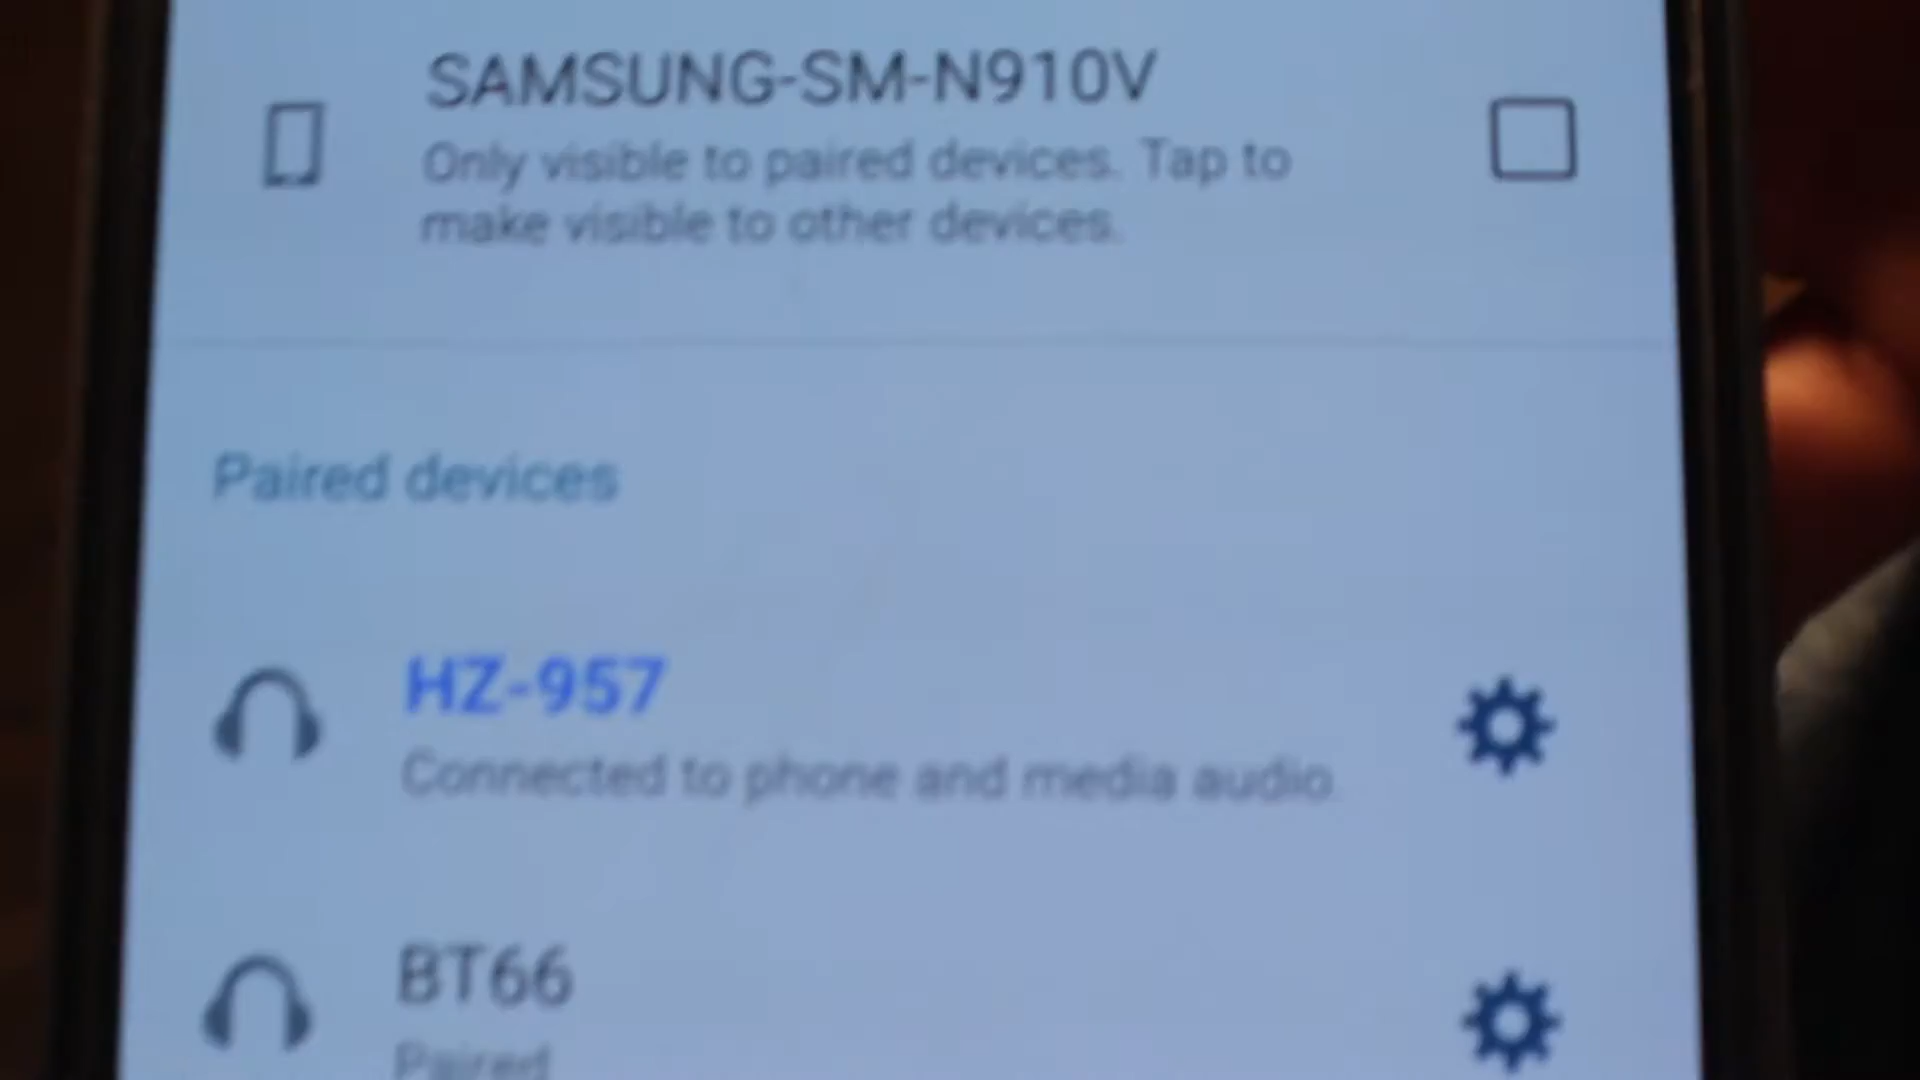 SAMSUNG-SM-N910V
Only visible to paired devices. Tap to
make visible to other devices.
Paired devices
HZ-957
Connected to phone and media audio.
BT66
Paired